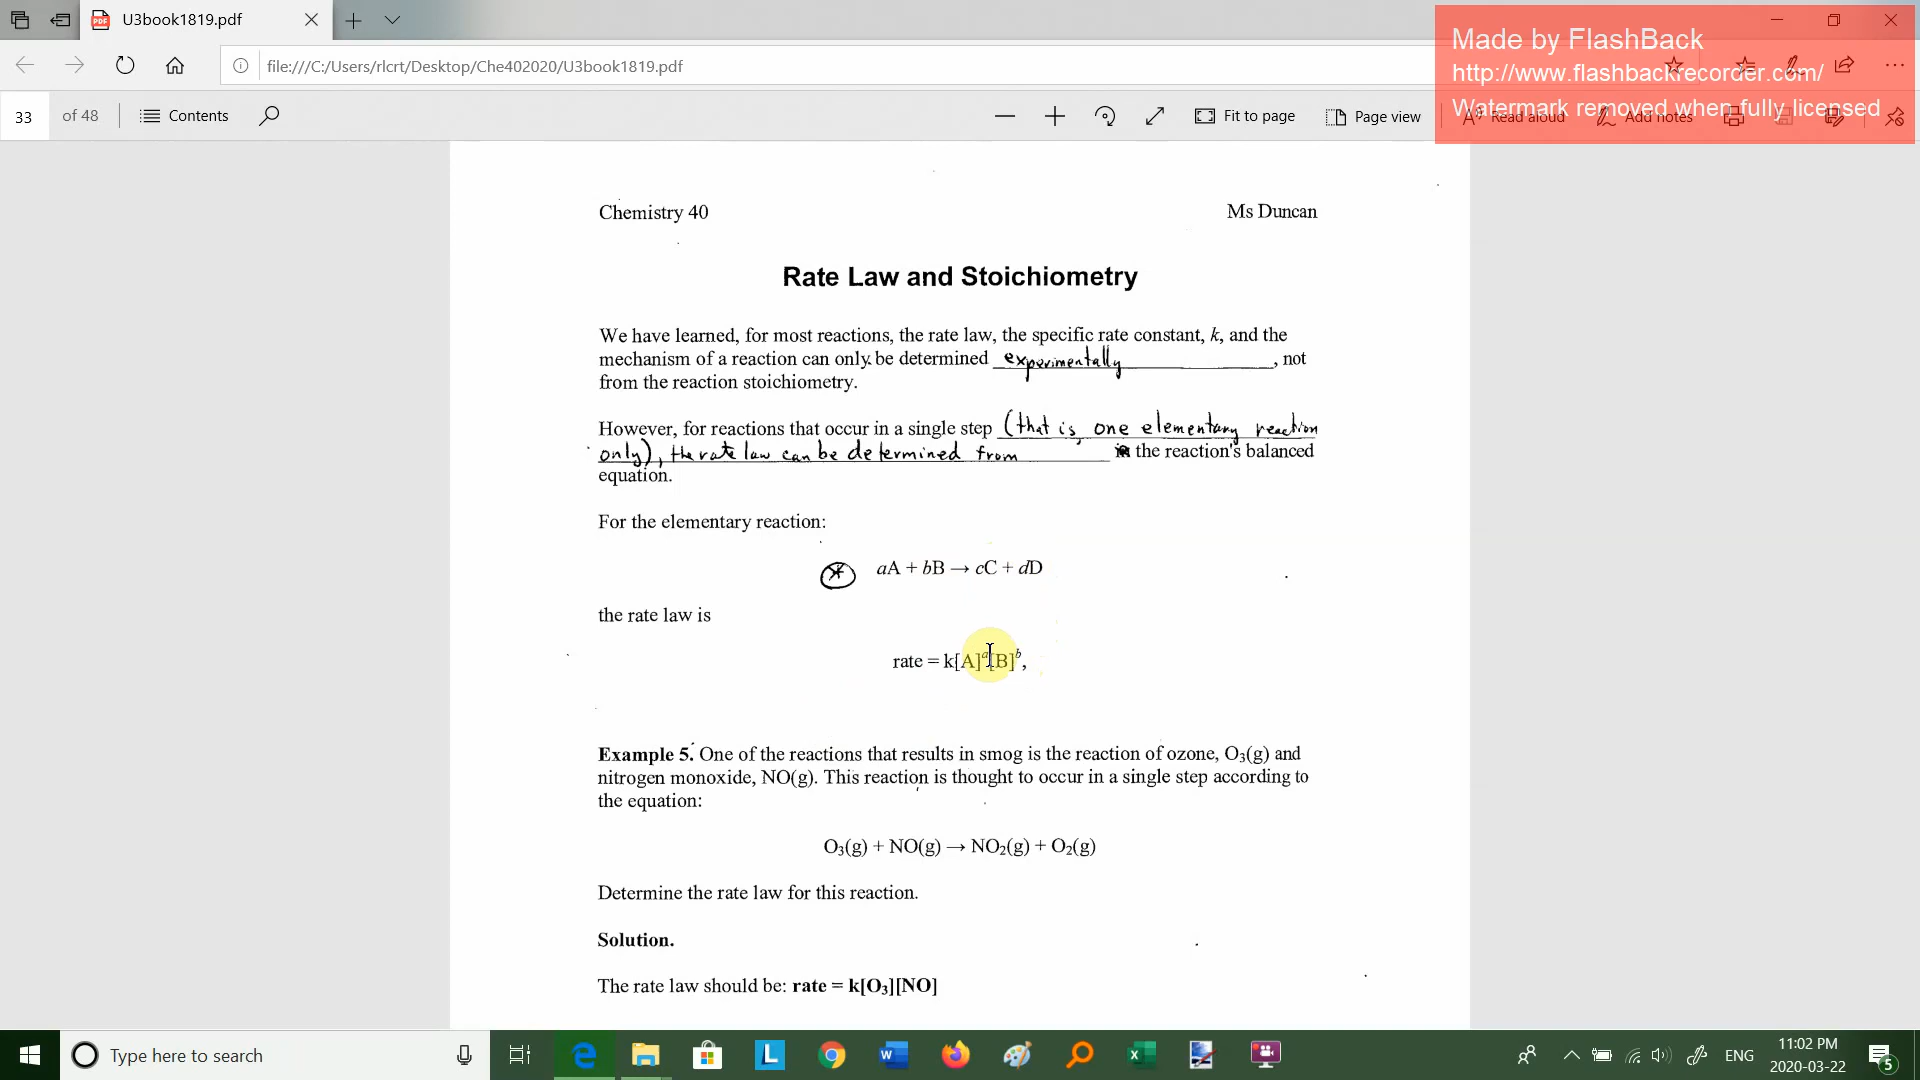 U3book1819.pdf
file:///C:/Users/rlcrt/Desktop/Che402020/U3book1819.pdf
Made by FlashBack
http://www.flashbackrecorder.com/
Watermark removed when fully licensed
33 of 48 Contents Fit to page Page view Read aloud Add notes
Chemistry 40 Ms Duncan
Rate Law and Stoichiometry
We have learned, for most reactions, the rate law, the specific rate constant, k, and the
mechanism of a reaction can only be determined experimentally, not
from the reaction stoichiometry.
However, for reactions that occur in a single step (that is, one elementary reaction
only), the rate law can be determined from the reaction's balanced
equation.
For the elementary reaction:
aA + bB → cC + dD
the rate law is
rate = k[A]ᵃ[B]ᵇ,
Example 5. One of the reactions that results in smog is the reaction of ozone, O₃(g) and
nitrogen monoxide, NO(g). This reaction is thought to occur in a single step according to
the equation:
O₃(g) + NO(g) → NO₂(g) + O₂(g)
Determine the rate law for this reaction.
Solution.
The rate law should be: rate = k[O₃][NO]
Type here to search
ENG
11:02 PM
2020-03-22
5